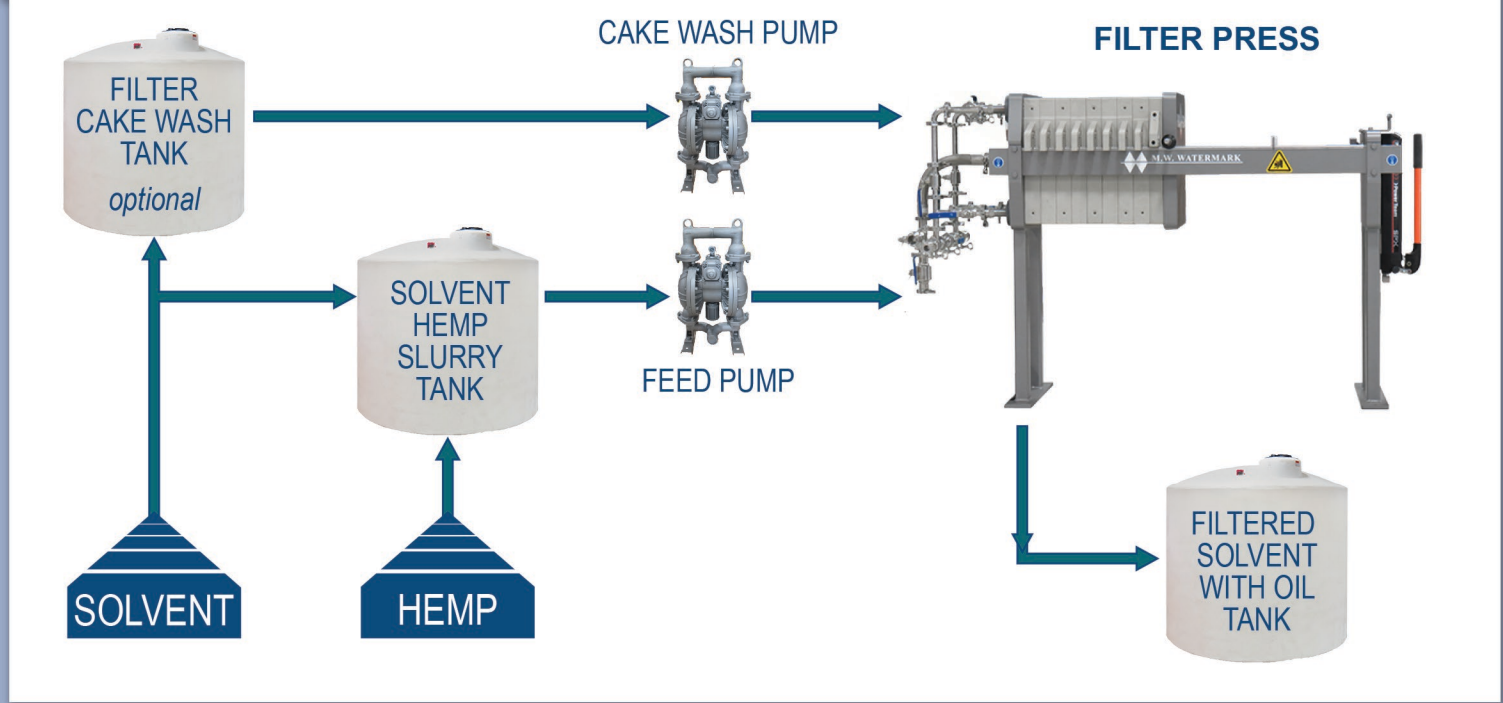 CAKE WASH PUMP
FILTER PRESS
FILTER
CAKE WASH
TANK
optional
M.W. WATERMARK
SOLVENT
HEMP
SLURRY
TANK
FEED PUMP
FILTERED
SOLVENT
WITH OIL
TANK
SOLVENT
HEMP